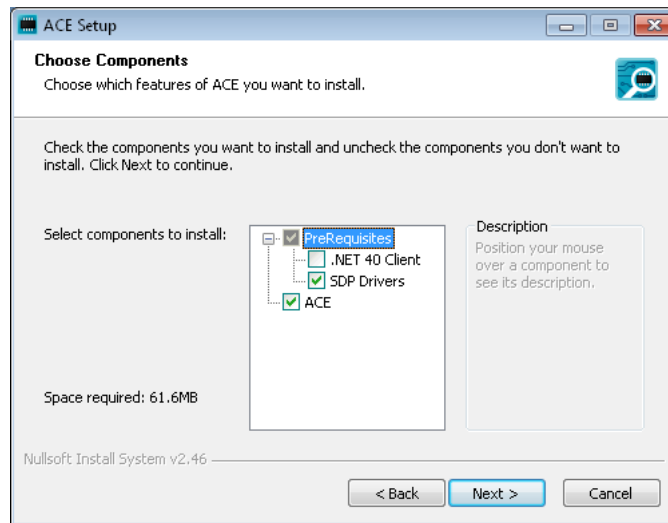 ACE Setup
Choose Components
Choose which features of ACE you want to install.
Check the components you want to install and uncheck the components you don't want to
install. Click Next to continue.
Select components to install:
PreRequisites
.NET 40 Client
SDP Drivers
ACE
Description
Position your mouse
over a component to
see its description.
Space required: 61.6MB
Nullsoft Install System v2.46
< Back
Next >
Cancel